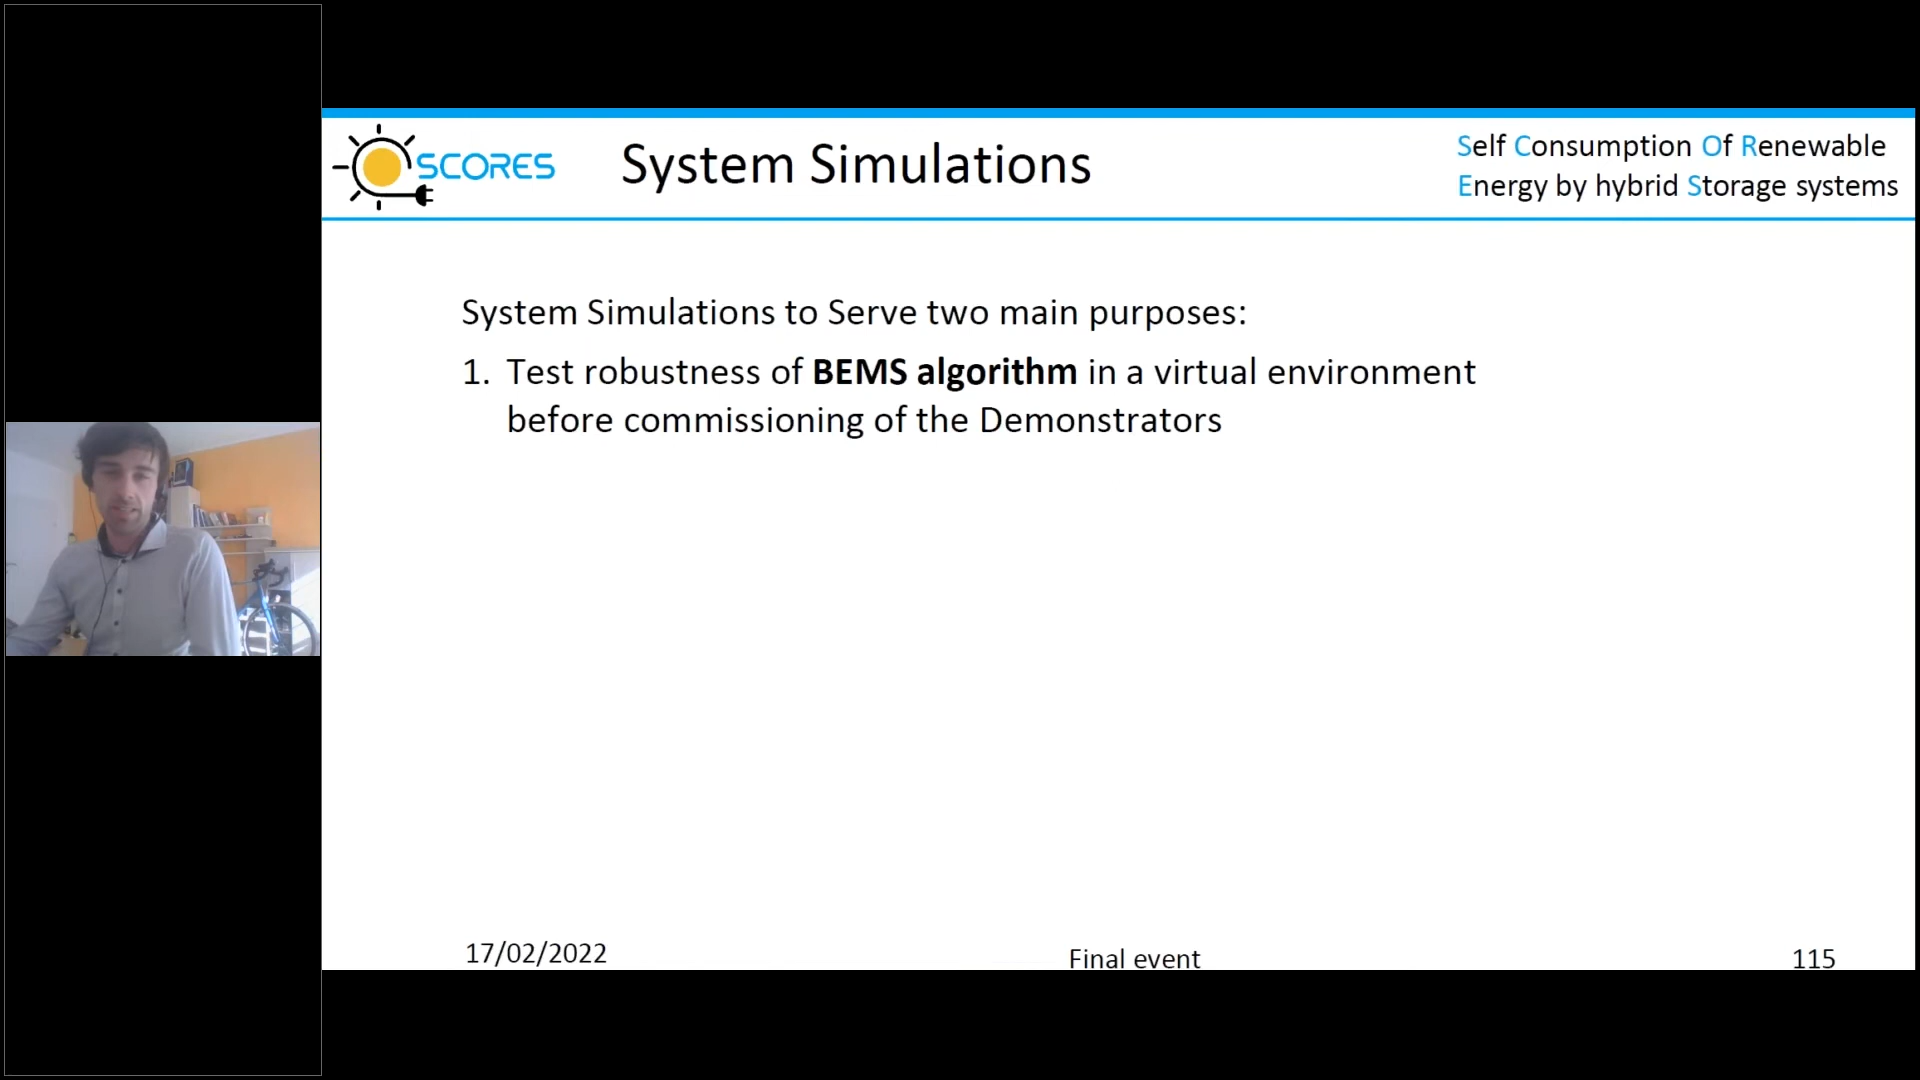 SCORES
System Simulations
Self Consumption Of Renewable
Energy by hybrid Storage systems
System Simulations to Serve two main purposes:
1. Test robustness of BEMS algorithm in a virtual environment
before commissioning of the Demonstrators
17/02/2022
Final event
115